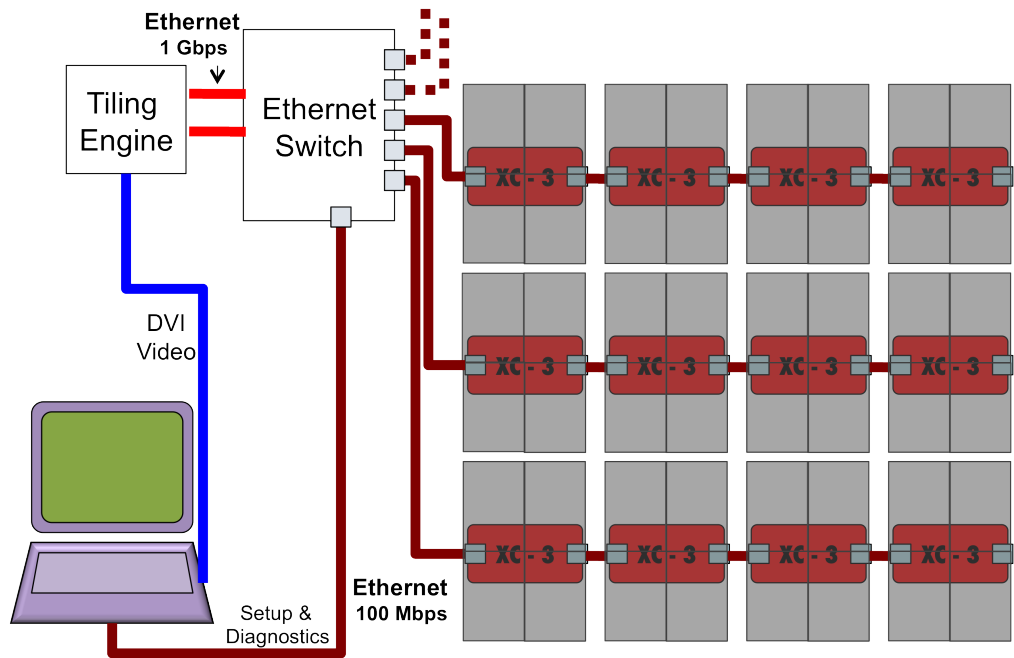 Ethernet
1 Gbps
Tiling
Engine
Ethernet
Switch
XC - 3
XC - 3
XC - 3
XC - 3
DVI
Video
XC - 3
XC - 3
XC - 3
XC - 3
XC - 3
XC - 3
XC - 3
XC - 3
Ethernet
100 Mbps
Setup &
Diagnostics